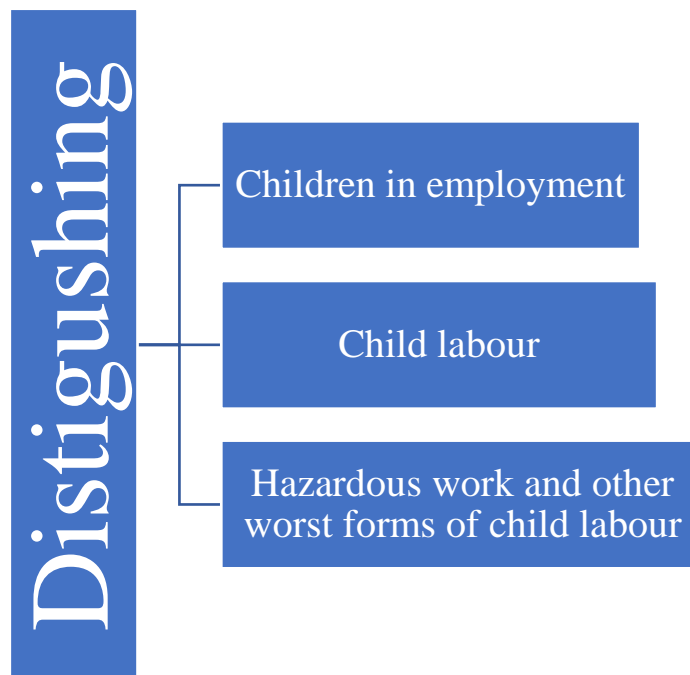 Distigushing
Children in employment
Child labour
Hazardous work and other
worst forms of child labour